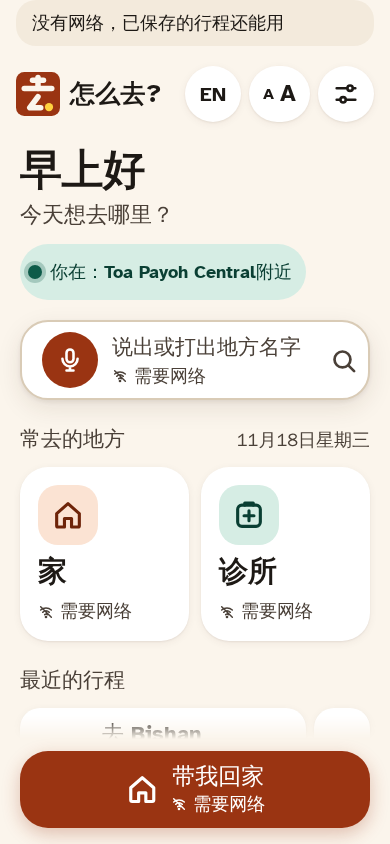 没有网络，已保存的行程还能用
去 怎么去? EN A A
早上好
今天想去哪里？
你在：Toa Payoh Central附近
说出或打出地方名字
需要网络
常去的地方 11月18日星期三
家 诊所
需要网络 需要网络
最近的行程
去 Bishan
带我回家
需要网络